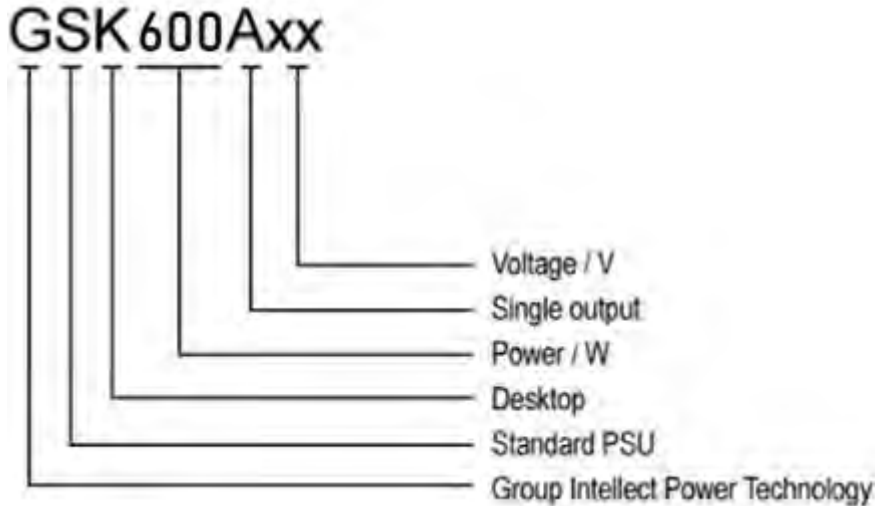 GSK600Axx
Voltage / V
Single output
Power / W
Desktop
Standard PSU
Group Intellect Power Technology